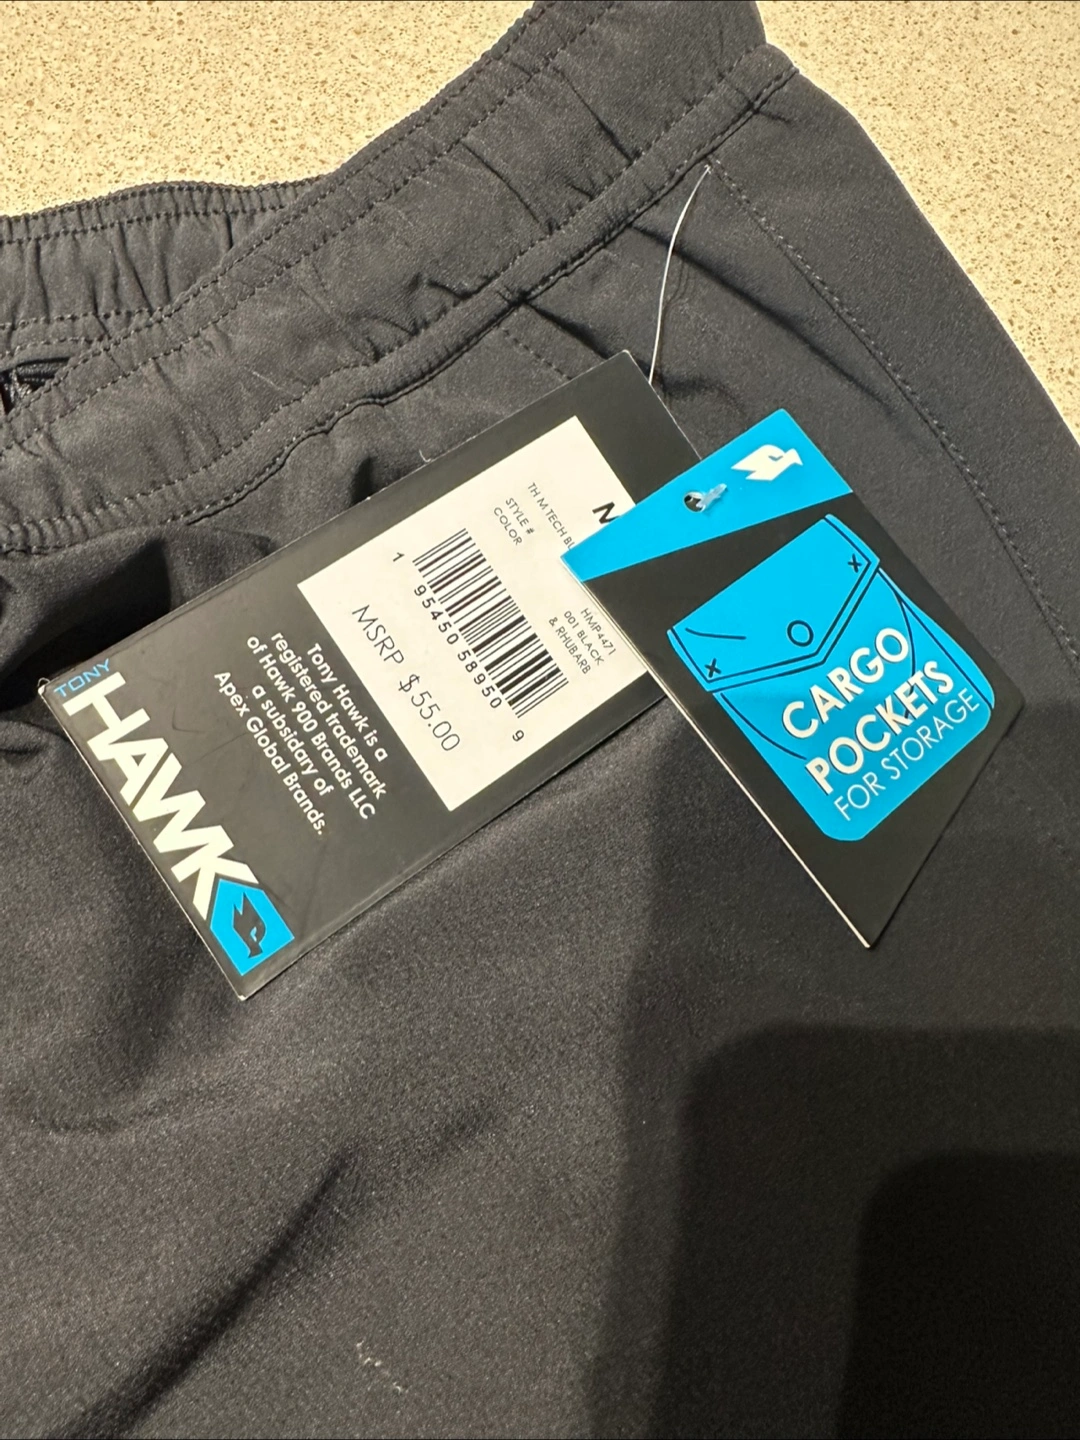 TH M TECH
STYLE #
HMP4471
COLOR
001 BLACK
& RHUBARB
1 95450 58950 9
MSRP $55.00
Tony Hawk is a
registered trademark
of Hawk 900 Brands LLC
a subsidary of
Apex Global Brands.
TONY
HAWK
CARGO
POCKETS
FOR STORAGE